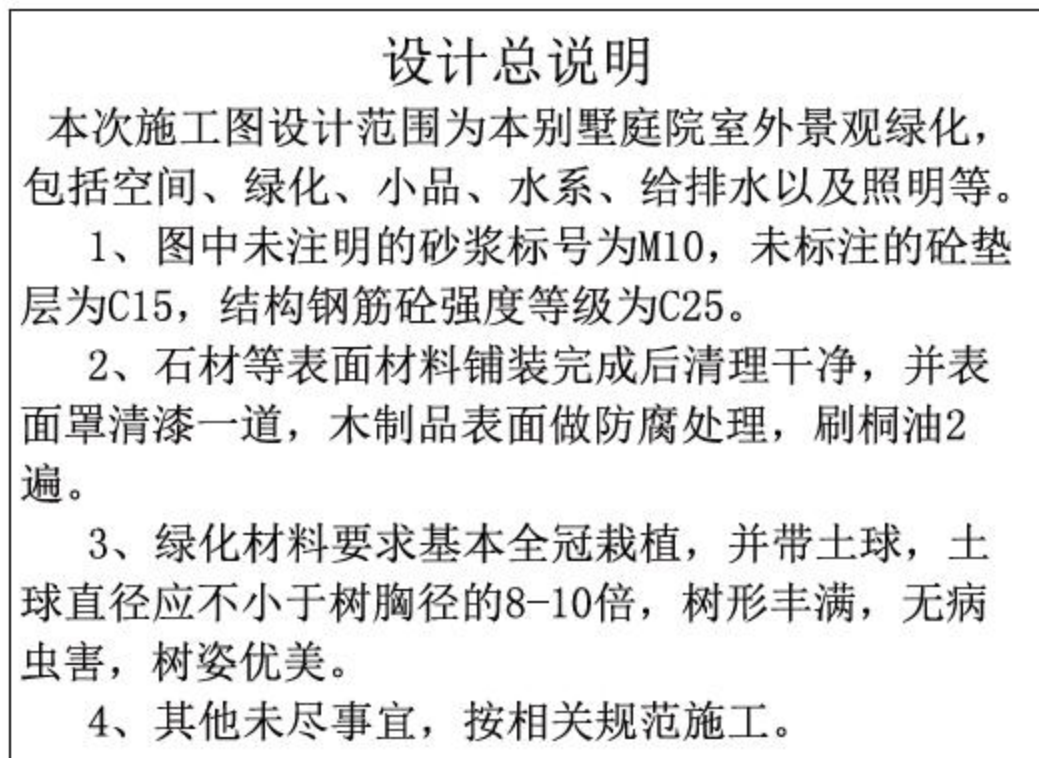 设计总说明
本次施工图设计范围为本别墅庭院室外景观绿化，
包括空间、绿化、小品、水系、给排水以及照明等。
1、图中未注明的砂浆标号为M10，未标注的砼垫
层为C15，结构钢筋砼强度等级为C25。
2、石材等表面材料铺装完成后清理干净，并表
面罩清漆一道，木制品表面做防腐处理，刷桐油2
遍。
3、绿化材料要求基本全冠栽植，并带土球，土
球直径应不小于树胸径的8-10倍，树形丰满，无病
虫害，树姿优美。
4、其他未尽事宜，按相关规范施工。